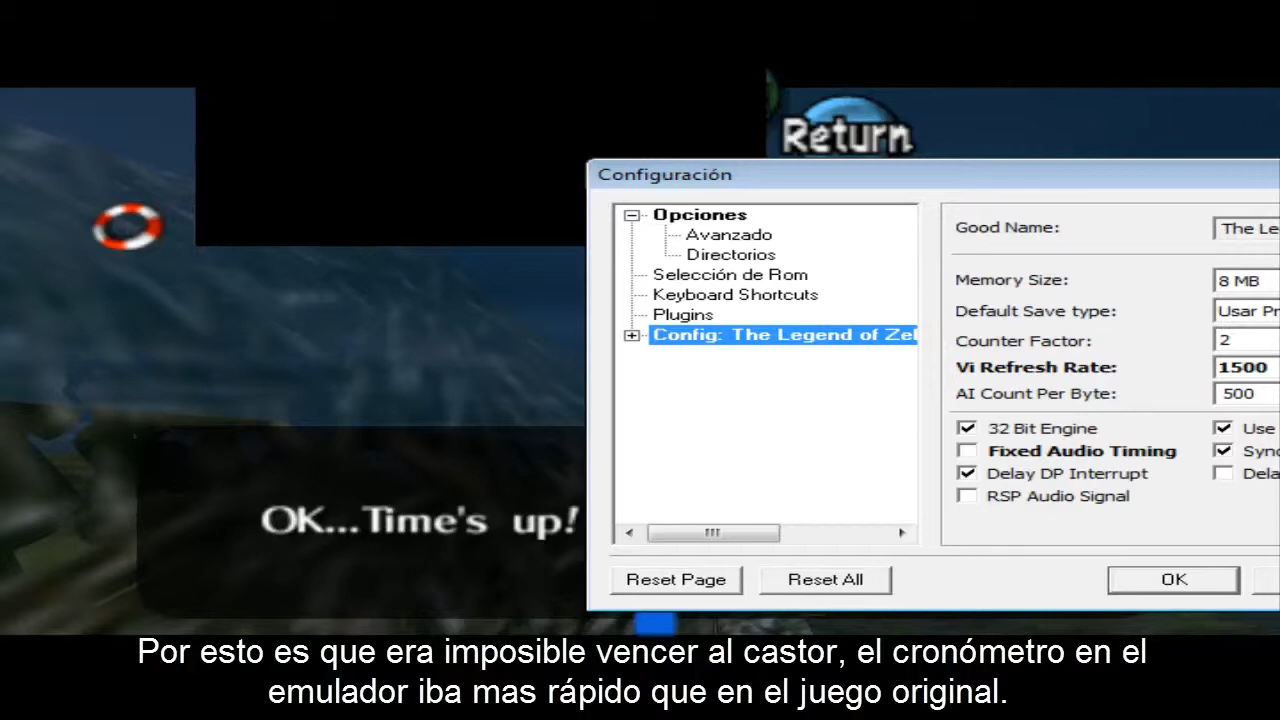 Return
Configuración
Opciones
Avanzado
Directorios
Selección de Rom
Keyboard Shortcuts
Plugins
Config: The Legend of Zel
Good Name: The Le
Memory Size: 8 MB
Default Save type: Usar Pr
Counter Factor: 2
Vi Refresh Rate: 1500
AI Count Per Byte: 500
32 Bit Engine Use
Fixed Audio Timing Sync
Delay DP Interrupt Dela
RSP Audio Signal
OK...Time's up!
Reset Page Reset All OK
Por esto es que era imposible vencer al castor, el cronómetro en el
emulador iba mas rápido que en el juego original.